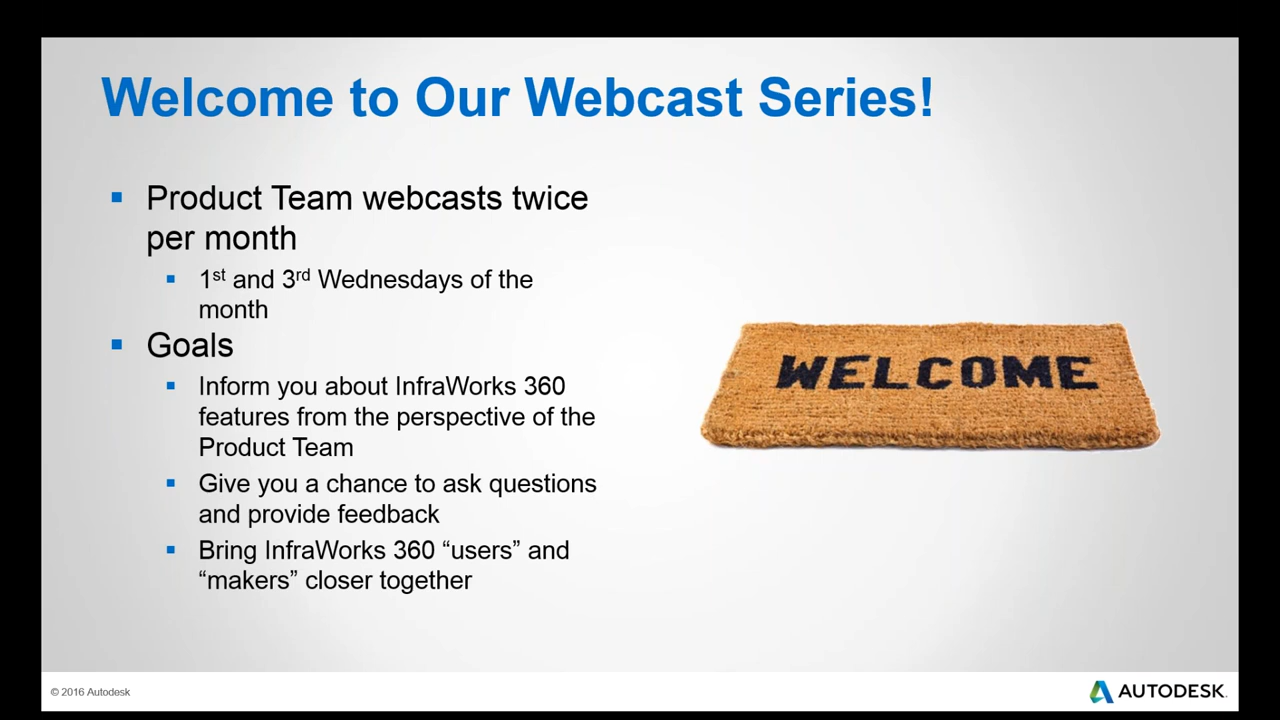 Welcome to Our Webcast Series!
▪ Product Team webcasts twice
per month
▪ 1st and 3rd Wednesdays of the
month
▪ Goals
▪ Inform you about InfraWorks 360
features from the perspective of the
Product Team
▪ Give you a chance to ask questions
and provide feedback
▪ Bring InfraWorks 360 “users” and
“makers” closer together
WELCOME
© 2016 Autodesk
AUTODESK.